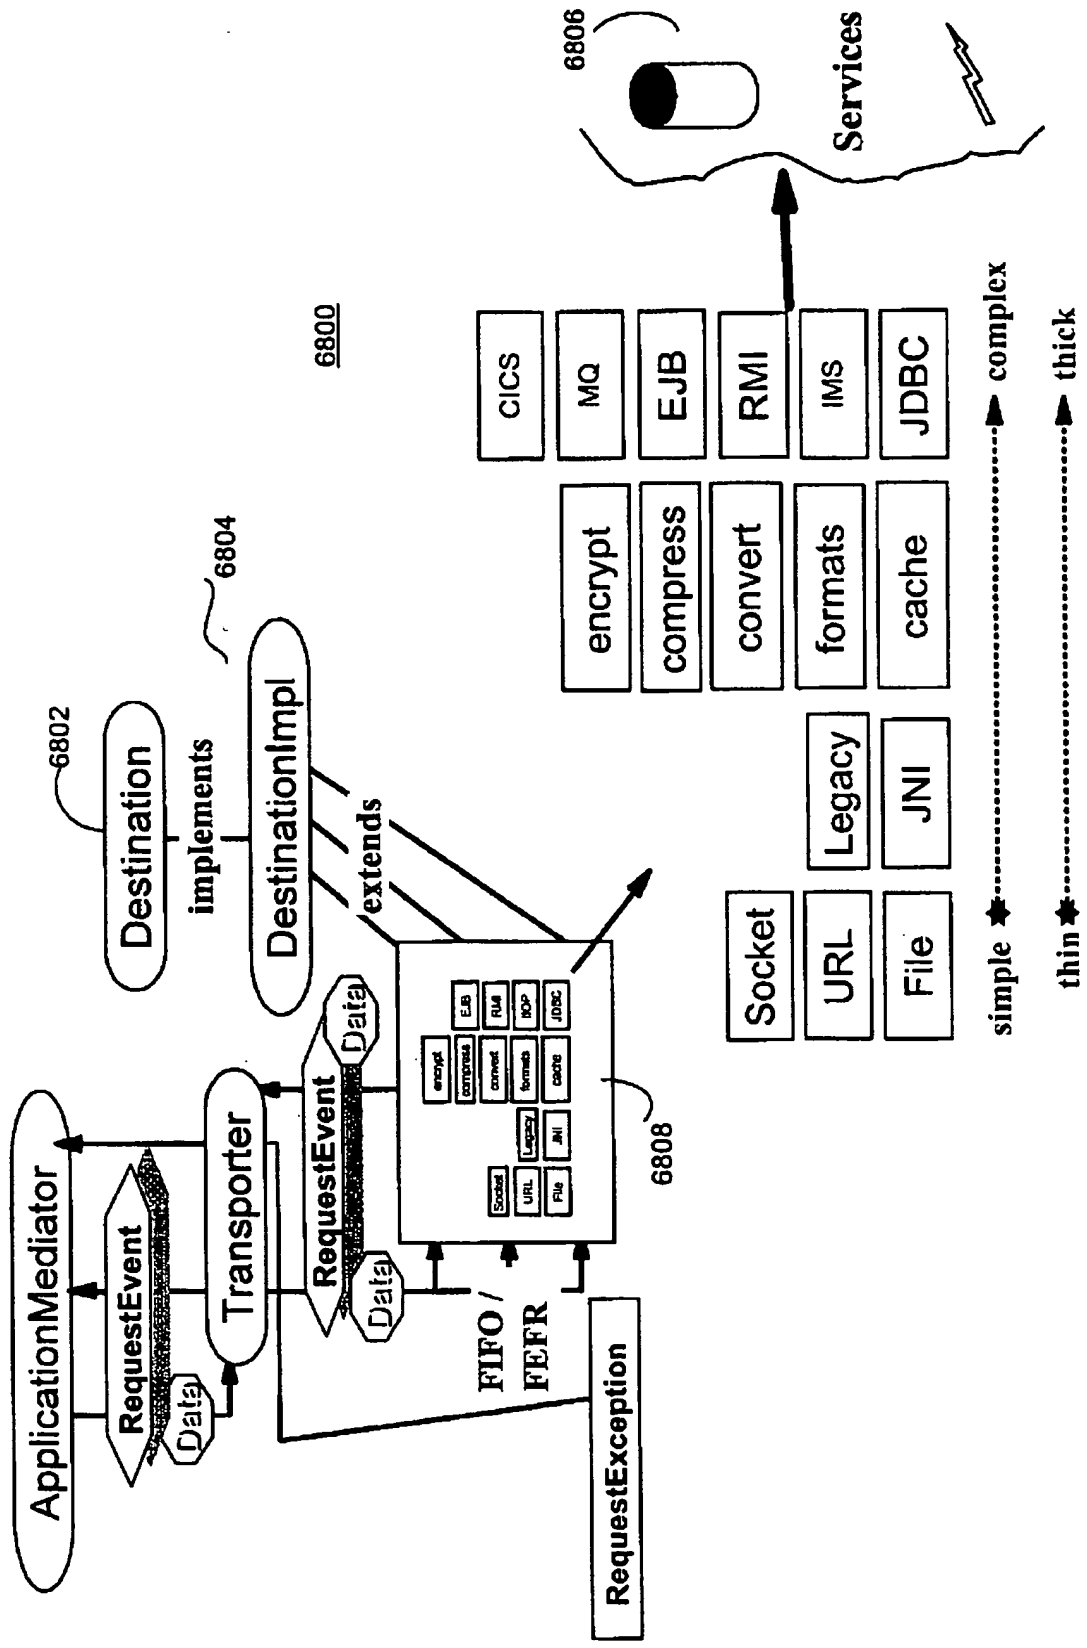 ApplicationMediator
RequestEvent
Data
Transporter
RequestEvent
Data
Data
FIFO /
FEFR
RequestException
6802
Destination
implements
6804
DestinationImpl
extends
Socket
URL
File
Legacy
JNI
encrypt
compress
convert
formats
cache
EJB
RMI
IIOP
JDBC
6808
6800
Socket
URL
File
Legacy
JNI
encrypt
compress
convert
formats
cache
CICS
MQ
EJB
RMI
IMS
JDBC
6806
Services
simple
complex
thin
thick